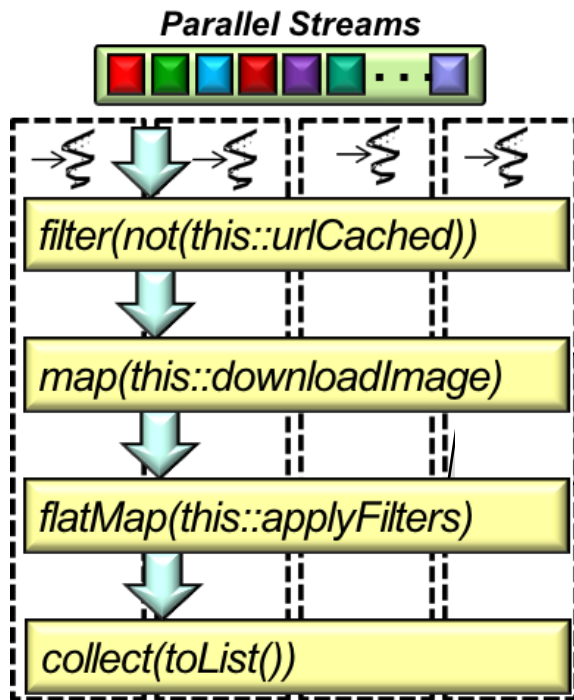 Parallel Streams
...
filter(not(this::urlCached))
map(this::downloadImage)
flatMap(this::applyFilters)
collect(toList())